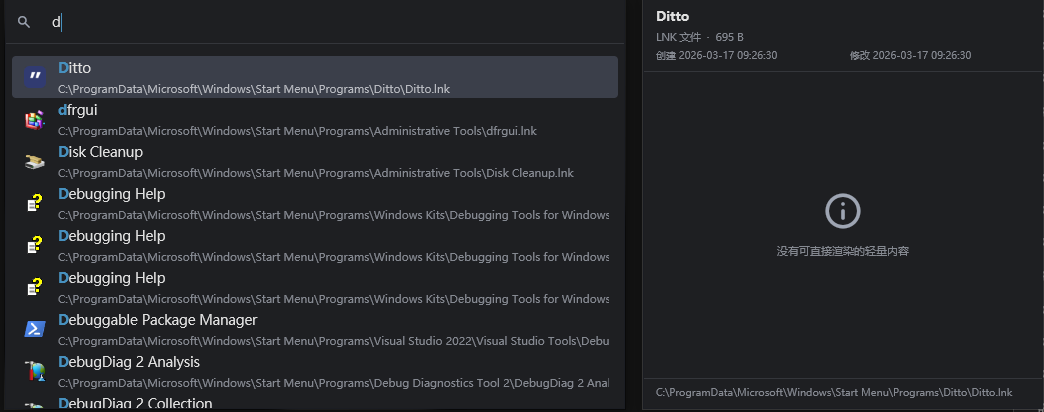 d
Ditto
C:\ProgramData\Microsoft\Windows\Start Menu\Programs\Ditto\Ditto.lnk
dfrgui
C:\ProgramData\Microsoft\Windows\Start Menu\Programs\Administrative Tools\dfrgui.lnk
Disk Cleanup
C:\ProgramData\Microsoft\Windows\Start Menu\Programs\Administrative Tools\Disk Cleanup.lnk
Debugging Help
C:\ProgramData\Microsoft\Windows\Start Menu\Programs\Windows Kits\Debugging Tools for Windows
Debugging Help
C:\ProgramData\Microsoft\Windows\Start Menu\Programs\Windows Kits\Debugging Tools for Windows
Debugging Help
C:\ProgramData\Microsoft\Windows\Start Menu\Programs\Windows Kits\Debugging Tools for Windows
Debuggable Package Manager
C:\ProgramData\Microsoft\Windows\Start Menu\Programs\Visual Studio 2022\Visual Studio Tools\Debu
DebugDiag 2 Analysis
C:\ProgramData\Microsoft\Windows\Start Menu\Programs\Debug Diagnostics Tool 2\DebugDiag 2 Anal
DebugDiag 2 Collection
Ditto
LNK 文件 · 695 B
创建 2026-03-17 09:26:30 修改 2026-03-17 09:26:30
没有可直接渲染的轻量内容
C:\ProgramData\Microsoft\Windows\Start Menu\Programs\Ditto\Ditto.lnk